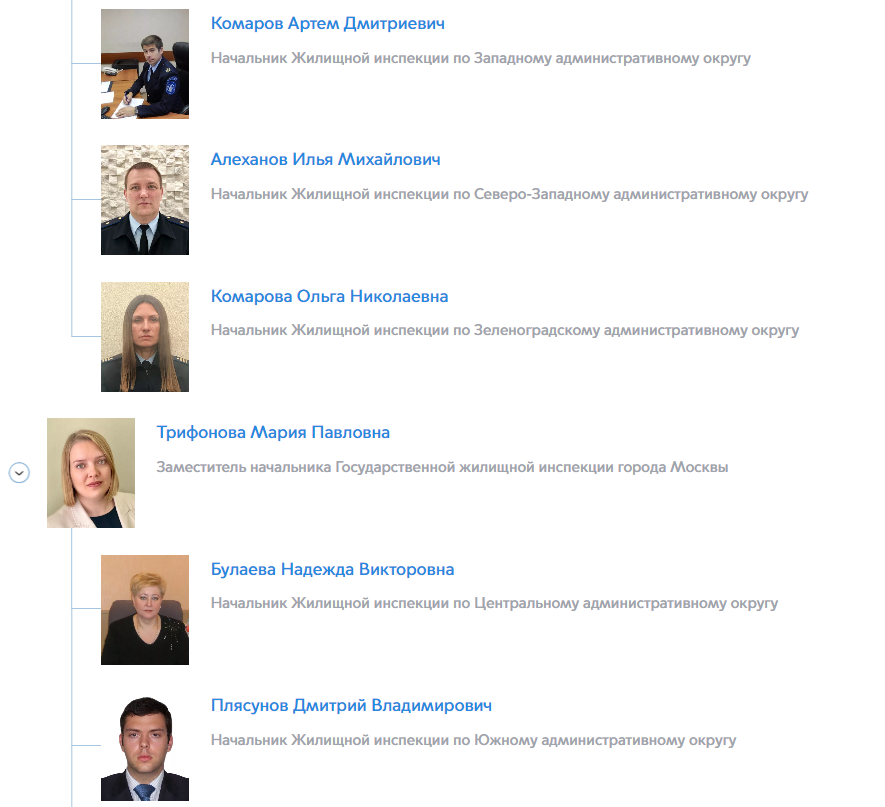 Комаров Артем Дмитриевич
Начальник Жилищной инспекции по Западному административному округу
Алеханов Илья Михайлович
Начальник Жилищной инспекции по Северо-Западному административному округу
Комарова Ольга Николаевна
Начальник Жилищной инспекции по Зеленоградскому административному округу
Трифонова Мария Павловна
Заместитель начальника Государственной жилищной инспекции города Москвы
Булаева Надежда Викторовна
Начальник Жилищной инспекции по Центральному административному округу
Плясунов Дмитрий Владимирович
Начальник Жилищной инспекции по Южному административному округу